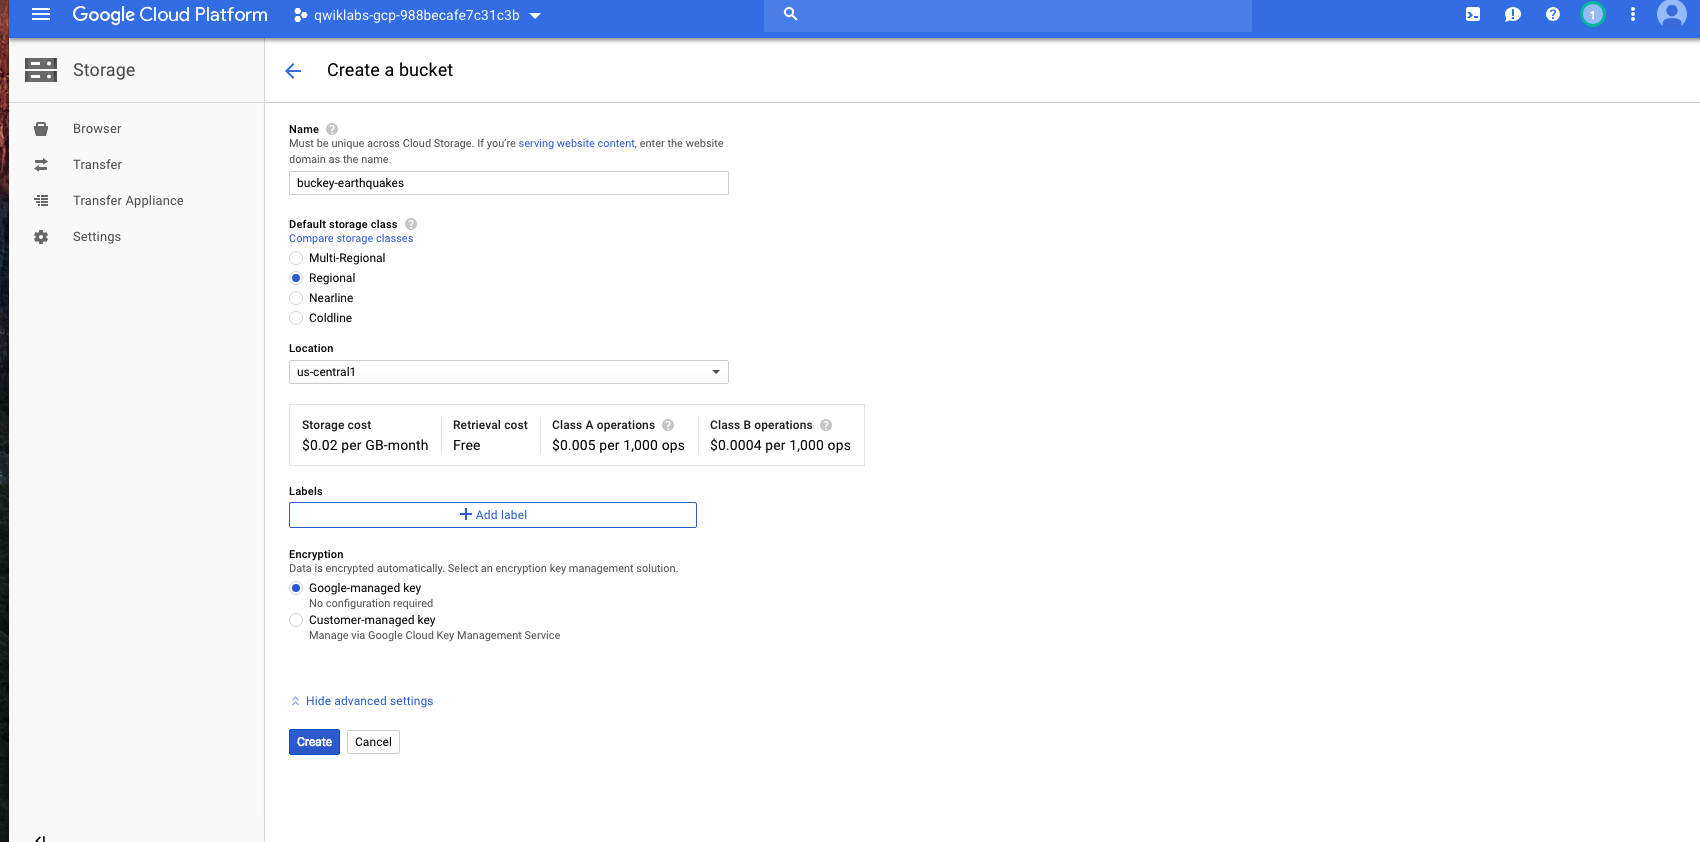 Google Cloud Platform
qwiklabs-gcp-988becafe7c31c3b
1
Storage
Create a bucket
Browser
Transfer
Transfer Appliance
Settings
Name
Must be unique across Cloud Storage. If you're serving website content, enter the website
domain as the name.
buckey-earthquakes
Default storage class
Compare storage classes
Multi-Regional
Regional
Nearline
Coldline
Location
us-central1
Storage cost
$0.02 per GB-month
Retrieval cost
Free
Class A operations
$0.005 per 1,000 ops
Class B operations
$0.0004 per 1,000 ops
Labels
Add label
Encryption
Data is encrypted automatically. Select an encryption key management solution.
Google-managed key
No configuration required
Customer-managed key
Manage via Google Cloud Key Management Service
Hide advanced settings
Create
Cancel